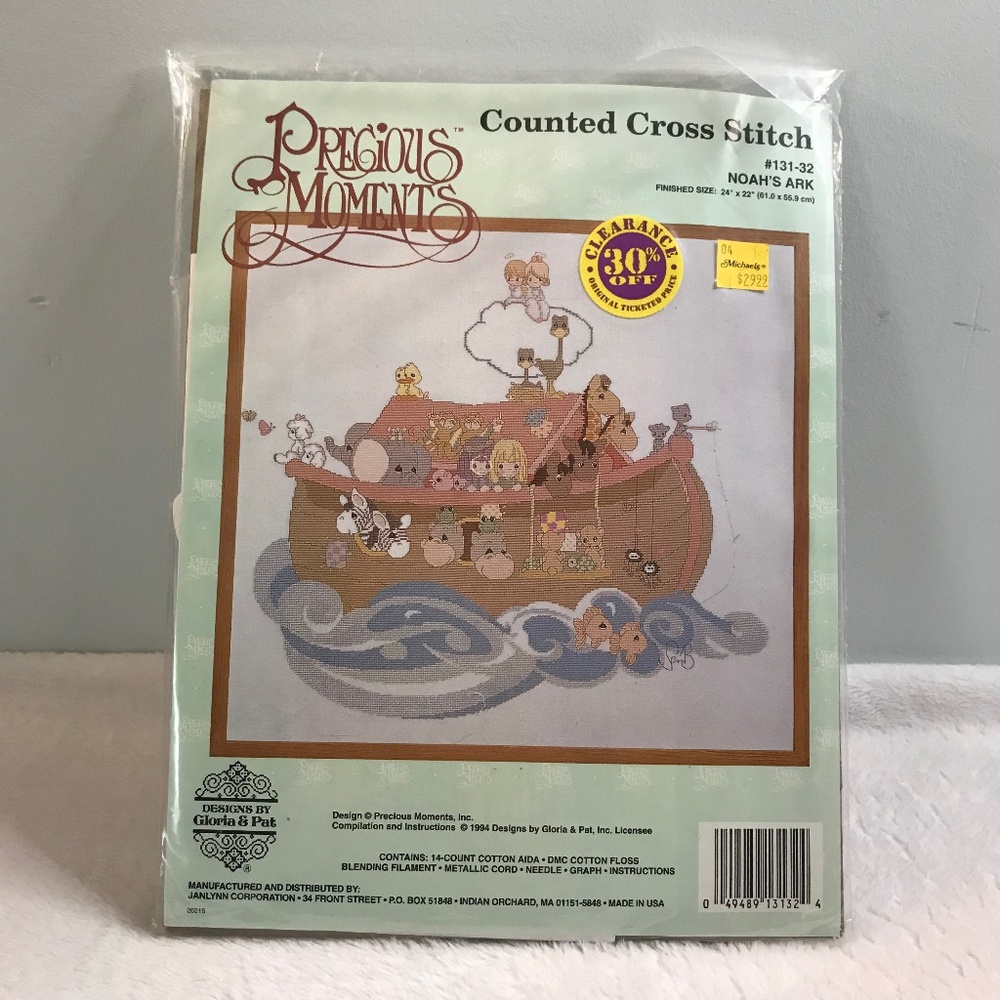 PRECIOUS MOMENTS™
Counted Cross Stitch
#131-32
NOAH'S ARK
FINISHED SIZE: 24" x 22" (61.0 x 55.9 cm)
CLEARANCE
30% OFF
ORIGINAL TICKETED PRICE
04
Michaels®
$29.99
DESIGNS BY
Gloria & Pat
®
Design © Precious Moments, Inc.
Compilation and Instructions © 1994 Designs by Gloria & Pat, Inc. Licensee
CONTAINS: 14-COUNT COTTON AIDA • DMC COTTON FLOSS
BLENDING FILAMENT • METALLIC CORD • NEEDLE • GRAPH • INSTRUCTIONS
MANUFACTURED AND DISTRIBUTED BY:
JANLYNN CORPORATION • 34 FRONT STREET • P.O. BOX 51848 • INDIAN ORCHARD, MA 01151-5848 • MADE IN USA
26215
0 49489 13132 4